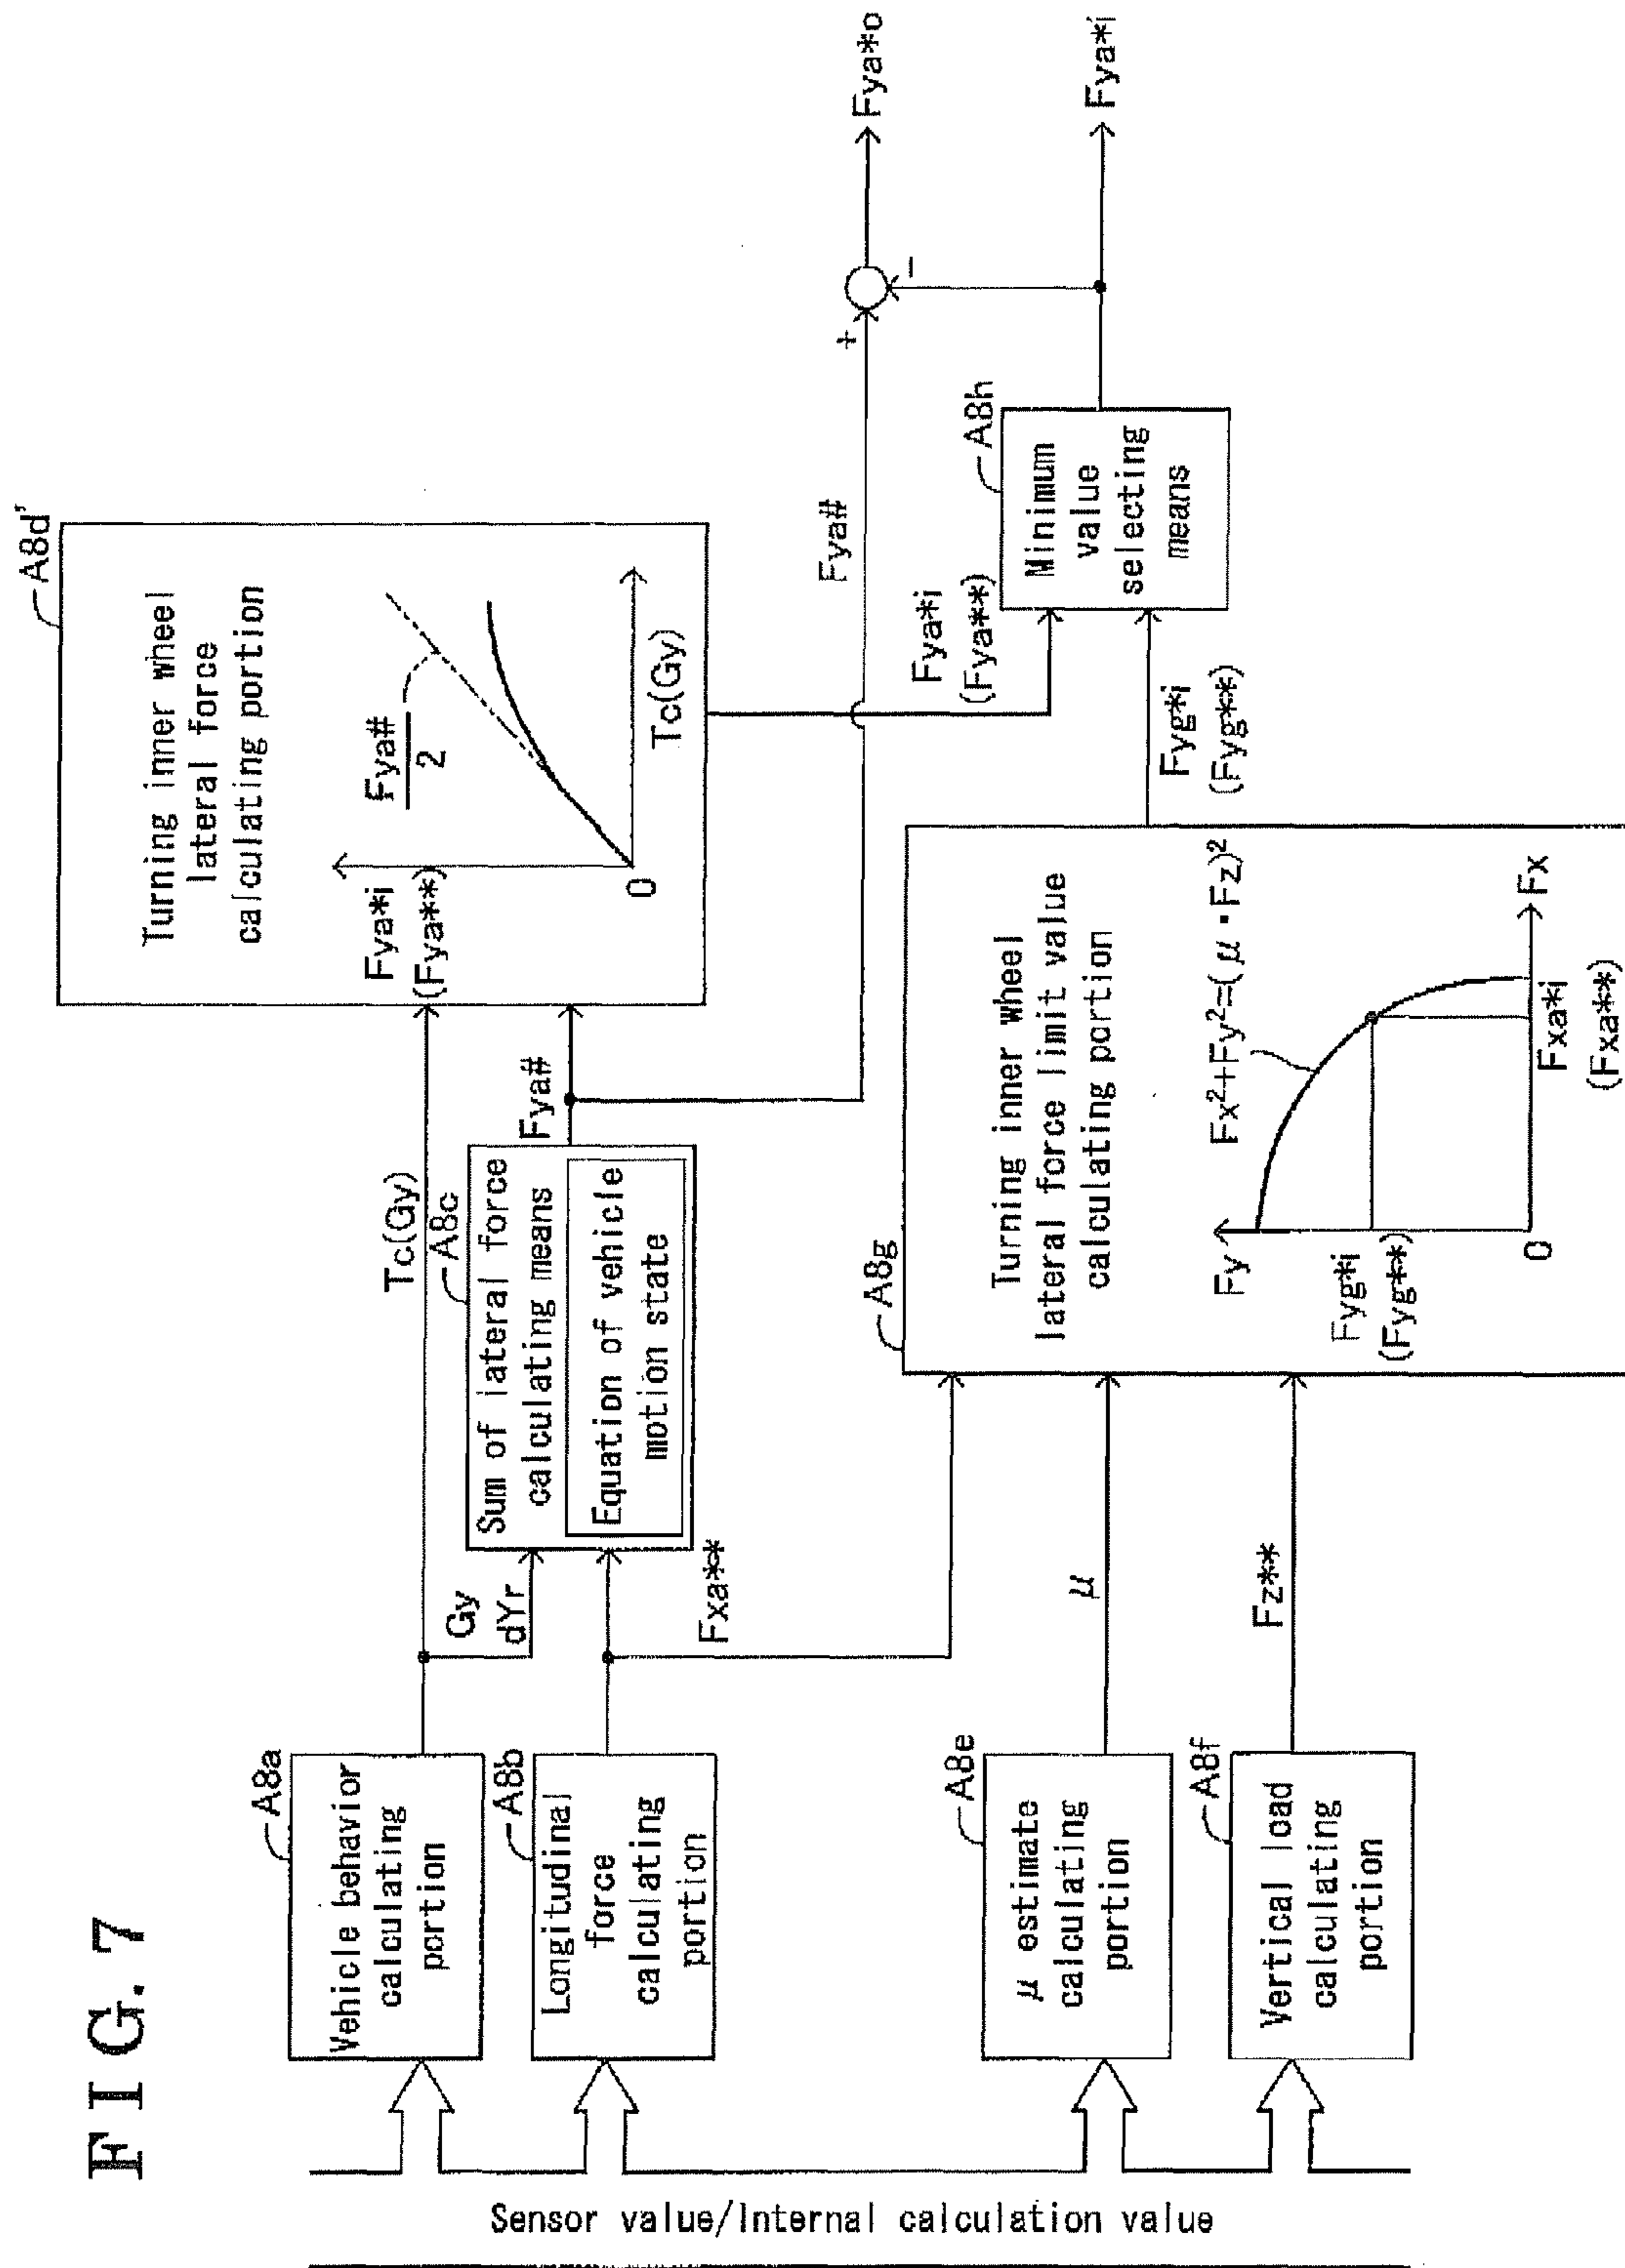 FIG. 7
Sensor value/Internal calculation value
A8a
Vehicle behavior
calculating
portion
A8b
Longitudinal
force
calculating
portion
A8e
μ estimate
calculating
portion
A8f
Vertical load
calculating
portion
Gy
dYr
Tc(Gy)
Fxa**
μ
Fz**
A8c
Sum of lateral force
calculating means
Equation of vehicle
motion state
Fya#
A8d'
Turning inner wheel
lateral force
calculating portion
Fya*i
(Fya**)
Fya#
2
0
Tc(Gy)
A8g
Turning inner wheel
lateral force limit value
calculating portion
Fy
Fx²+Fy²=(μ・Fz)²
Fyg*i
(Fyg**)
0
Fx
Fxa*i
(Fxa**)
Fya#
Fya*i
(Fya**)
Fyg*i
(Fyg**)
A8h
Minimum
value
selecting
means
+
−
Fya*o
Fya*i